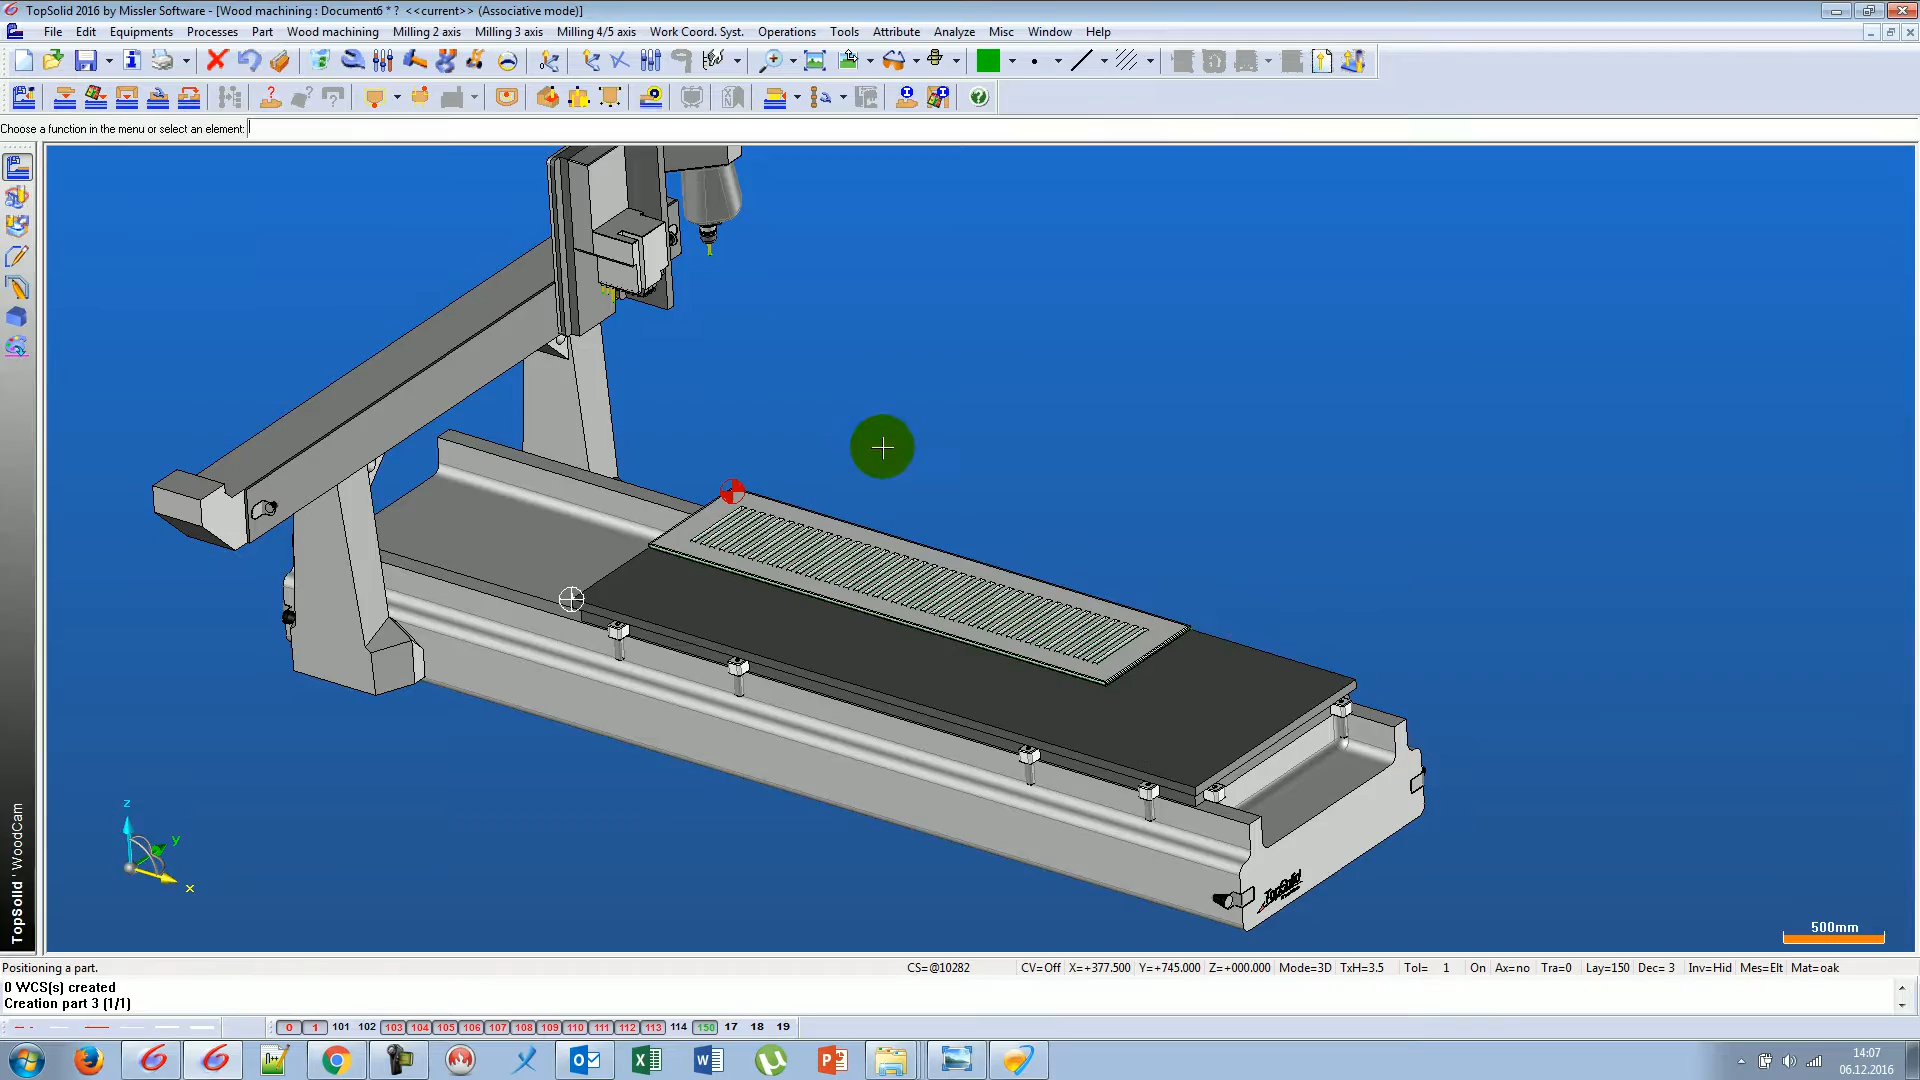 TopSolid 2016 by Missler Software - [Wood machining : Document6 * ?  <<current>> (Associative mode)]
File Edit Equipments Processes Part Wood machining Milling 2 axis Milling 3 axis Milling 4/5 axis Work Coord. Syst. Operations Tools Attribute Analyze Misc Window Help
Choose a function in the menu or select an element:
z
y
x
TopSolid
500mm
TopSolid'WoodCam
Positioning a part. CS=@10282 CV=Off X=+377.500 Y=+745.000 Z=+000.000 Mode=3D TxH=3.5 Tol= 1 On Ax=no Tra=0 Lay=150 Dec= 3 Inv=Hid Mes=Elt Mat=oak
0 WCS(s) created
Creation part 3 (1/1)
0 1 101 102 103 104 105 106 107 108 109 110 111 112 113 114 150 17 18 19
14:07
06.12.2016